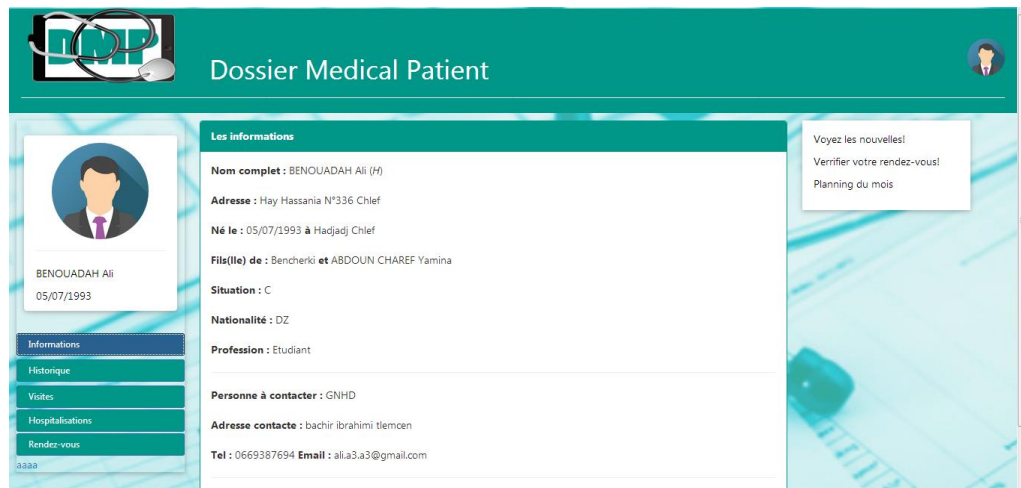 DMP
Dossier Medical Patient
BENOUADAH Ali
05/07/1993
Informations
Historique
Visites
Hospitalisations
Rendez-vous
aaaa
Les informations
Nom complet : BENOUADAH Ali (H)
Adresse : Hay Hassania N°336 Chlef
Né le : 05/07/1993 à Hadjadj Chlef
Fils(lle) de : Bencherki et ABDOUN CHAREF Yamina
Situation : C
Nationalité : DZ
Profession : Etudiant
Personne à contacter : GNHD
Adresse contacte : bachir ibrahimi tlemcen
Tel : 0669387694 Email : ali.a3.a3@gmail.com
Voyez les nouvelles!
Verrifier votre rendez-vous!
Planning du mois